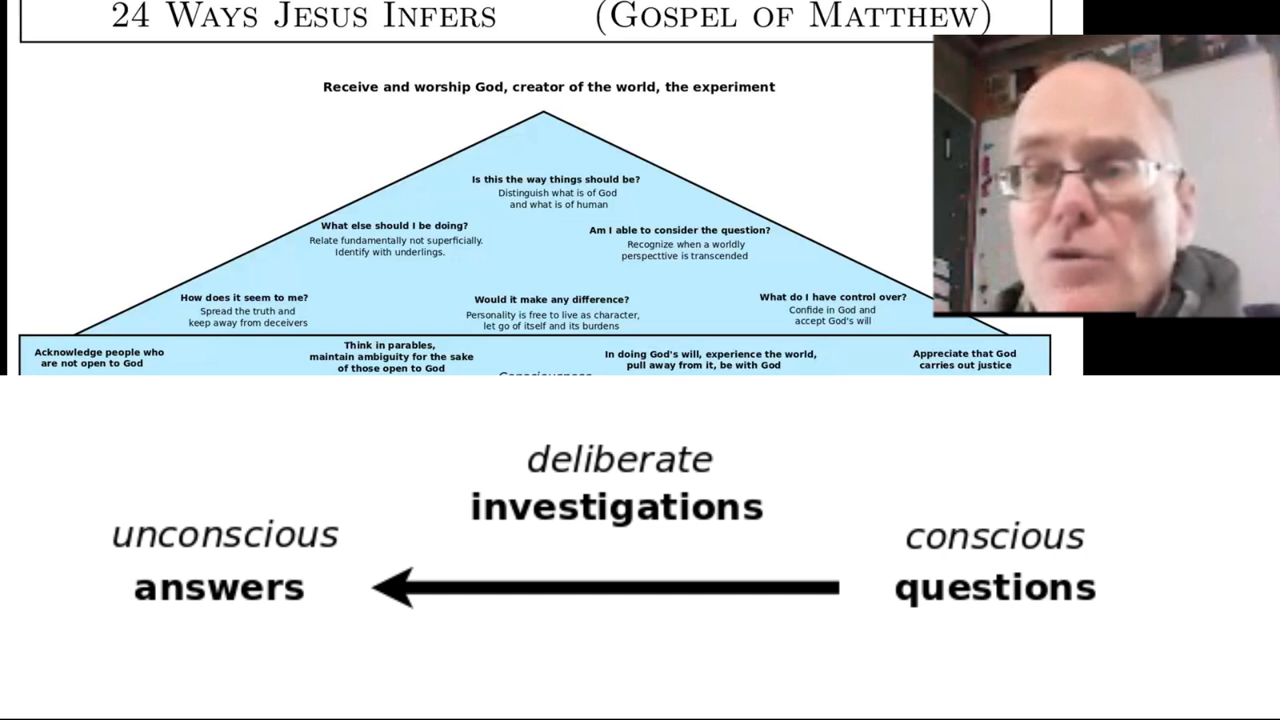 24 Ways Jesus Infers (Gospel of Matthew)
Receive and worship God, creator of the world, the experiment
Is this the way things should be?
Distinguish what is of God
and what is of human
What else should I be doing?
Relate fundamentally not superficially.
Identify with underlings.
Am I able to consider the question?
Recognize when a worldly
perspecttive is transcended
How does it seem to me?
Spread the truth and
keep away from deceivers
Would it make any difference?
Personality is free to live as character,
let go of itself and its burdens
What do I have control over?
Confide in God and
accept God's will
Acknowledge people who
are not open to God
Think in parables,
maintain ambiguity for the sake
of those open to God
In doing God's will, experience the world,
pull away from it, be with God
Appreciate that God
carries out justice
deliberate
investigations
unconscious
answers
conscious
questions